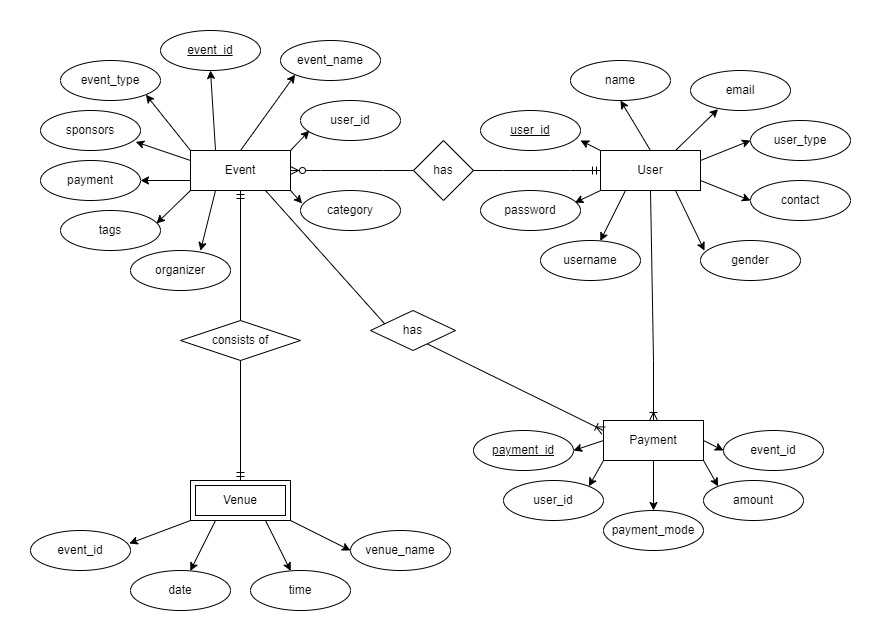 event_id
event_name
event_type
name
email
sponsors
user_id
user_id
user_type
Event
has
User
payment
category
password
contact
tags
organizer
username
gender
consists of
has
Payment
payment_id
event_id
Venue
user_id
amount
payment_mode
event_id
venue_name
date
time